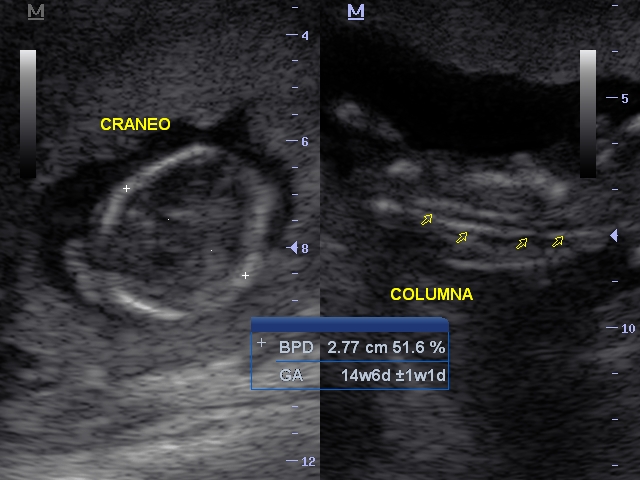 M
4
CRANEO
6
8
12
M
5
COLUMNA
10
+ BPD 2.77 cm 51.6 %
GA 14w6d ±1w1d